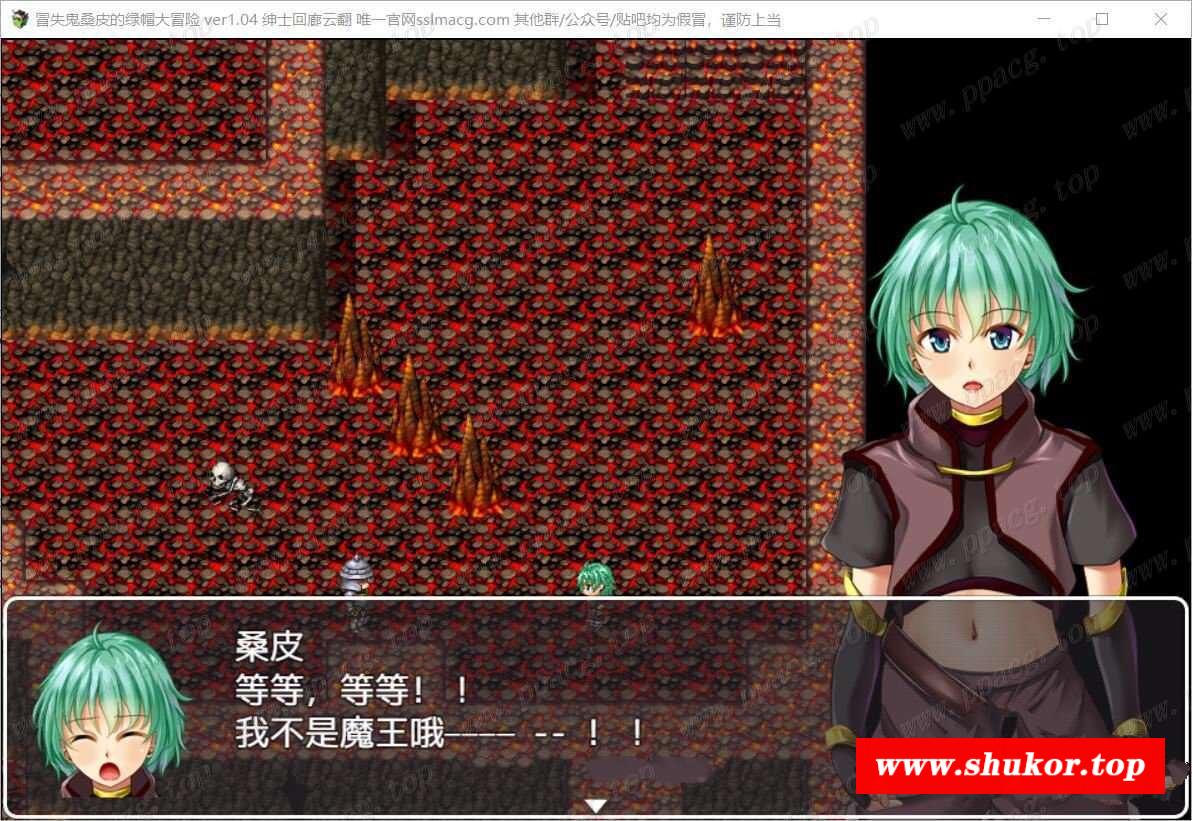 冒失鬼桑皮的绿帽大冒险 ver1.04 绅士回廊云翻 唯一官网sslmacg.com 其他群/公众号/贴吧均为假冒，谨防上当
www.ppacg.top
桑皮
等等，等等！！
我不是魔王哦———— -- ！！
www.shukor.top